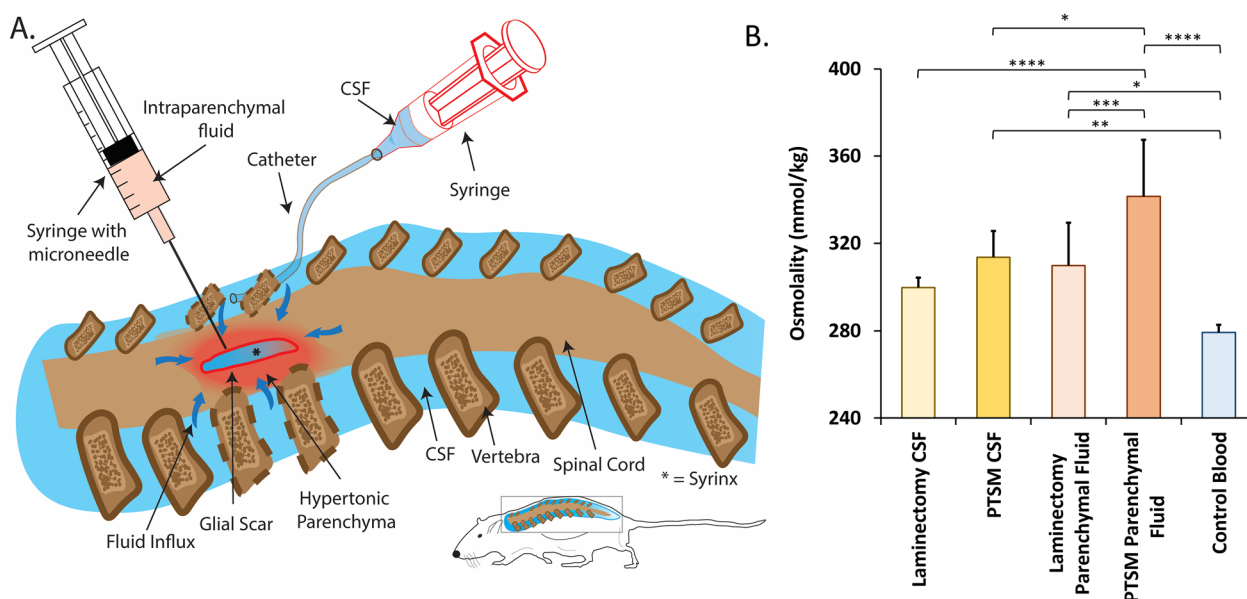 A.
Intraparenchymal
fluid
CSF
Catheter
Syringe
Syringe with
microneedle
*
CSF
Vertebra
Spinal Cord
* = Syrinx
Hypertonic
Parenchyma
Glial Scar
Fluid Influx
B.
*
****
****
*
***
**
400
360
320
280
240
Osmolality (mmol/kg)
Laminectomy CSF
PTSM CSF
Laminectomy
Parenchymal Fluid
PTSM Parenchymal
Fluid
Control Blood